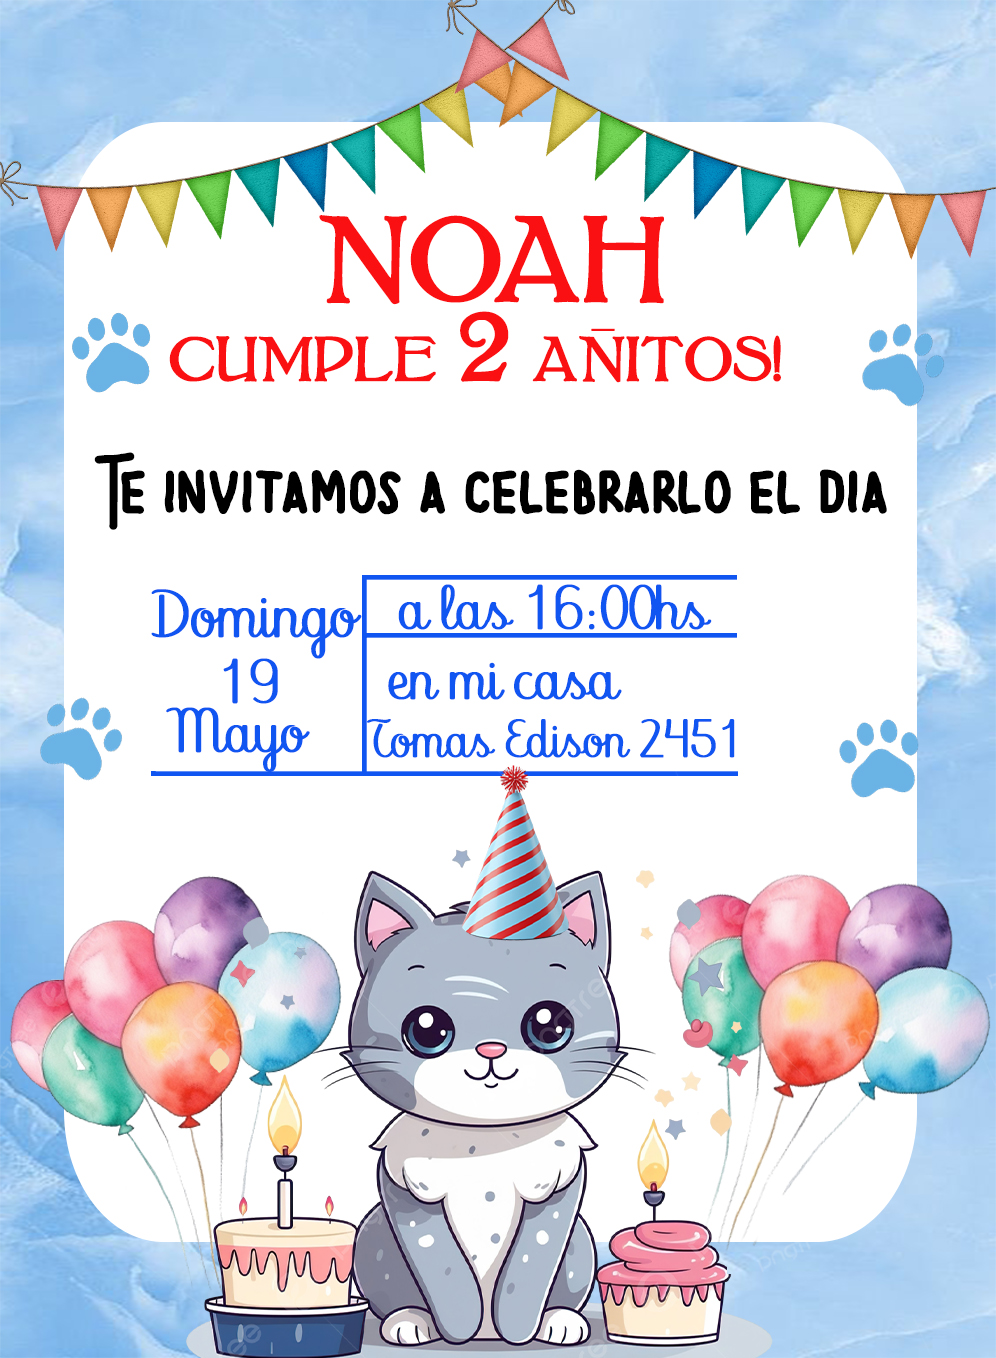 NOAH
CUMPLE 2 AÑITOS!
TE INVITAMOS A CELEBRARLO EL DIA
Domingo
19
Mayo
a las 16:00hs
en mi casa
Tomas Edison 2451